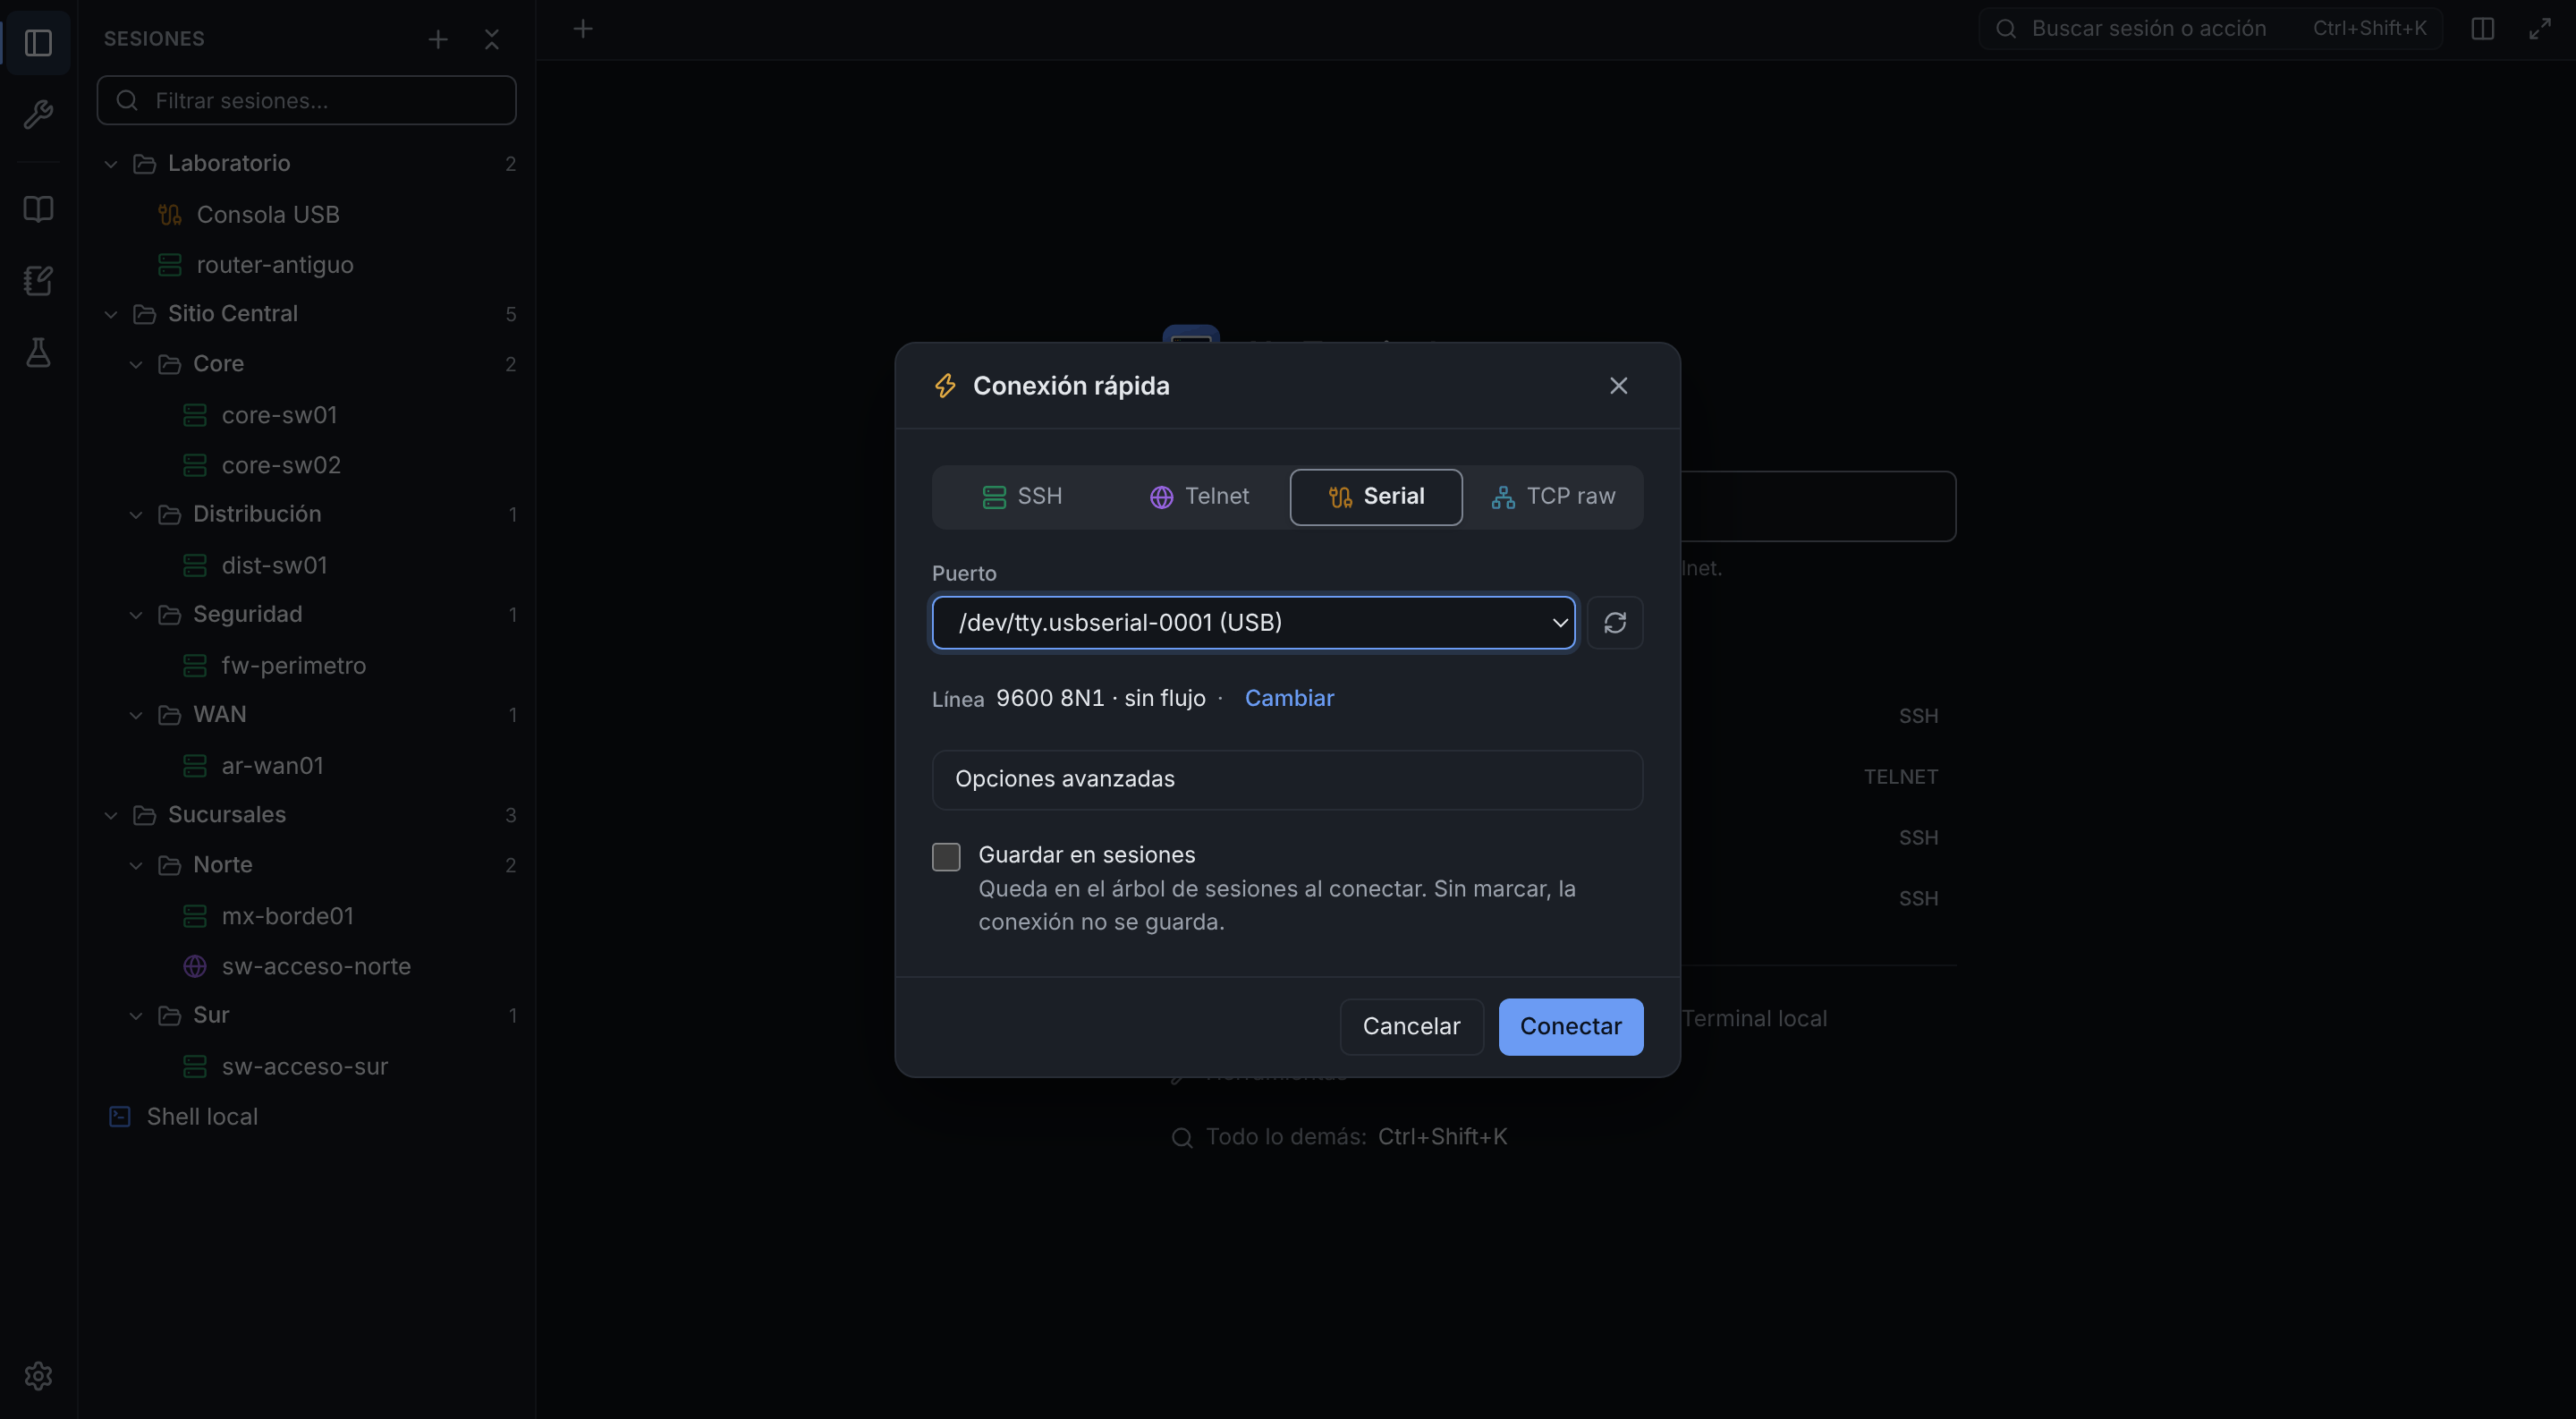 SESIONES
Buscar sesión o acción Ctrl+Shift+K
Filtrar sesiones...
Laboratorio 2
Consola USB
router-antiguo
Sitio Central 5
Core 2
core-sw01
core-sw02
Distribución 1
dist-sw01
Seguridad 1
fw-perimetro
WAN 1
ar-wan01
Sucursales 3
Norte 2
mx-borde01
sw-acceso-norte
Sur 1
sw-acceso-sur
Shell local
Conexión rápida
SSH Telnet Serial TCP raw
Puerto
/dev/tty.usbserial-0001 (USB)
Línea 9600 8N1 · sin flujo · Cambiar
Opciones avanzadas
Guardar en sesiones
Queda en el árbol de sesiones al conectar. Sin marcar, la
conexión no se guarda.
Cancelar Conectar
lnet.
SSH
TELNET
SSH
SSH
Terminal local
Todo lo demás: Ctrl+Shift+K